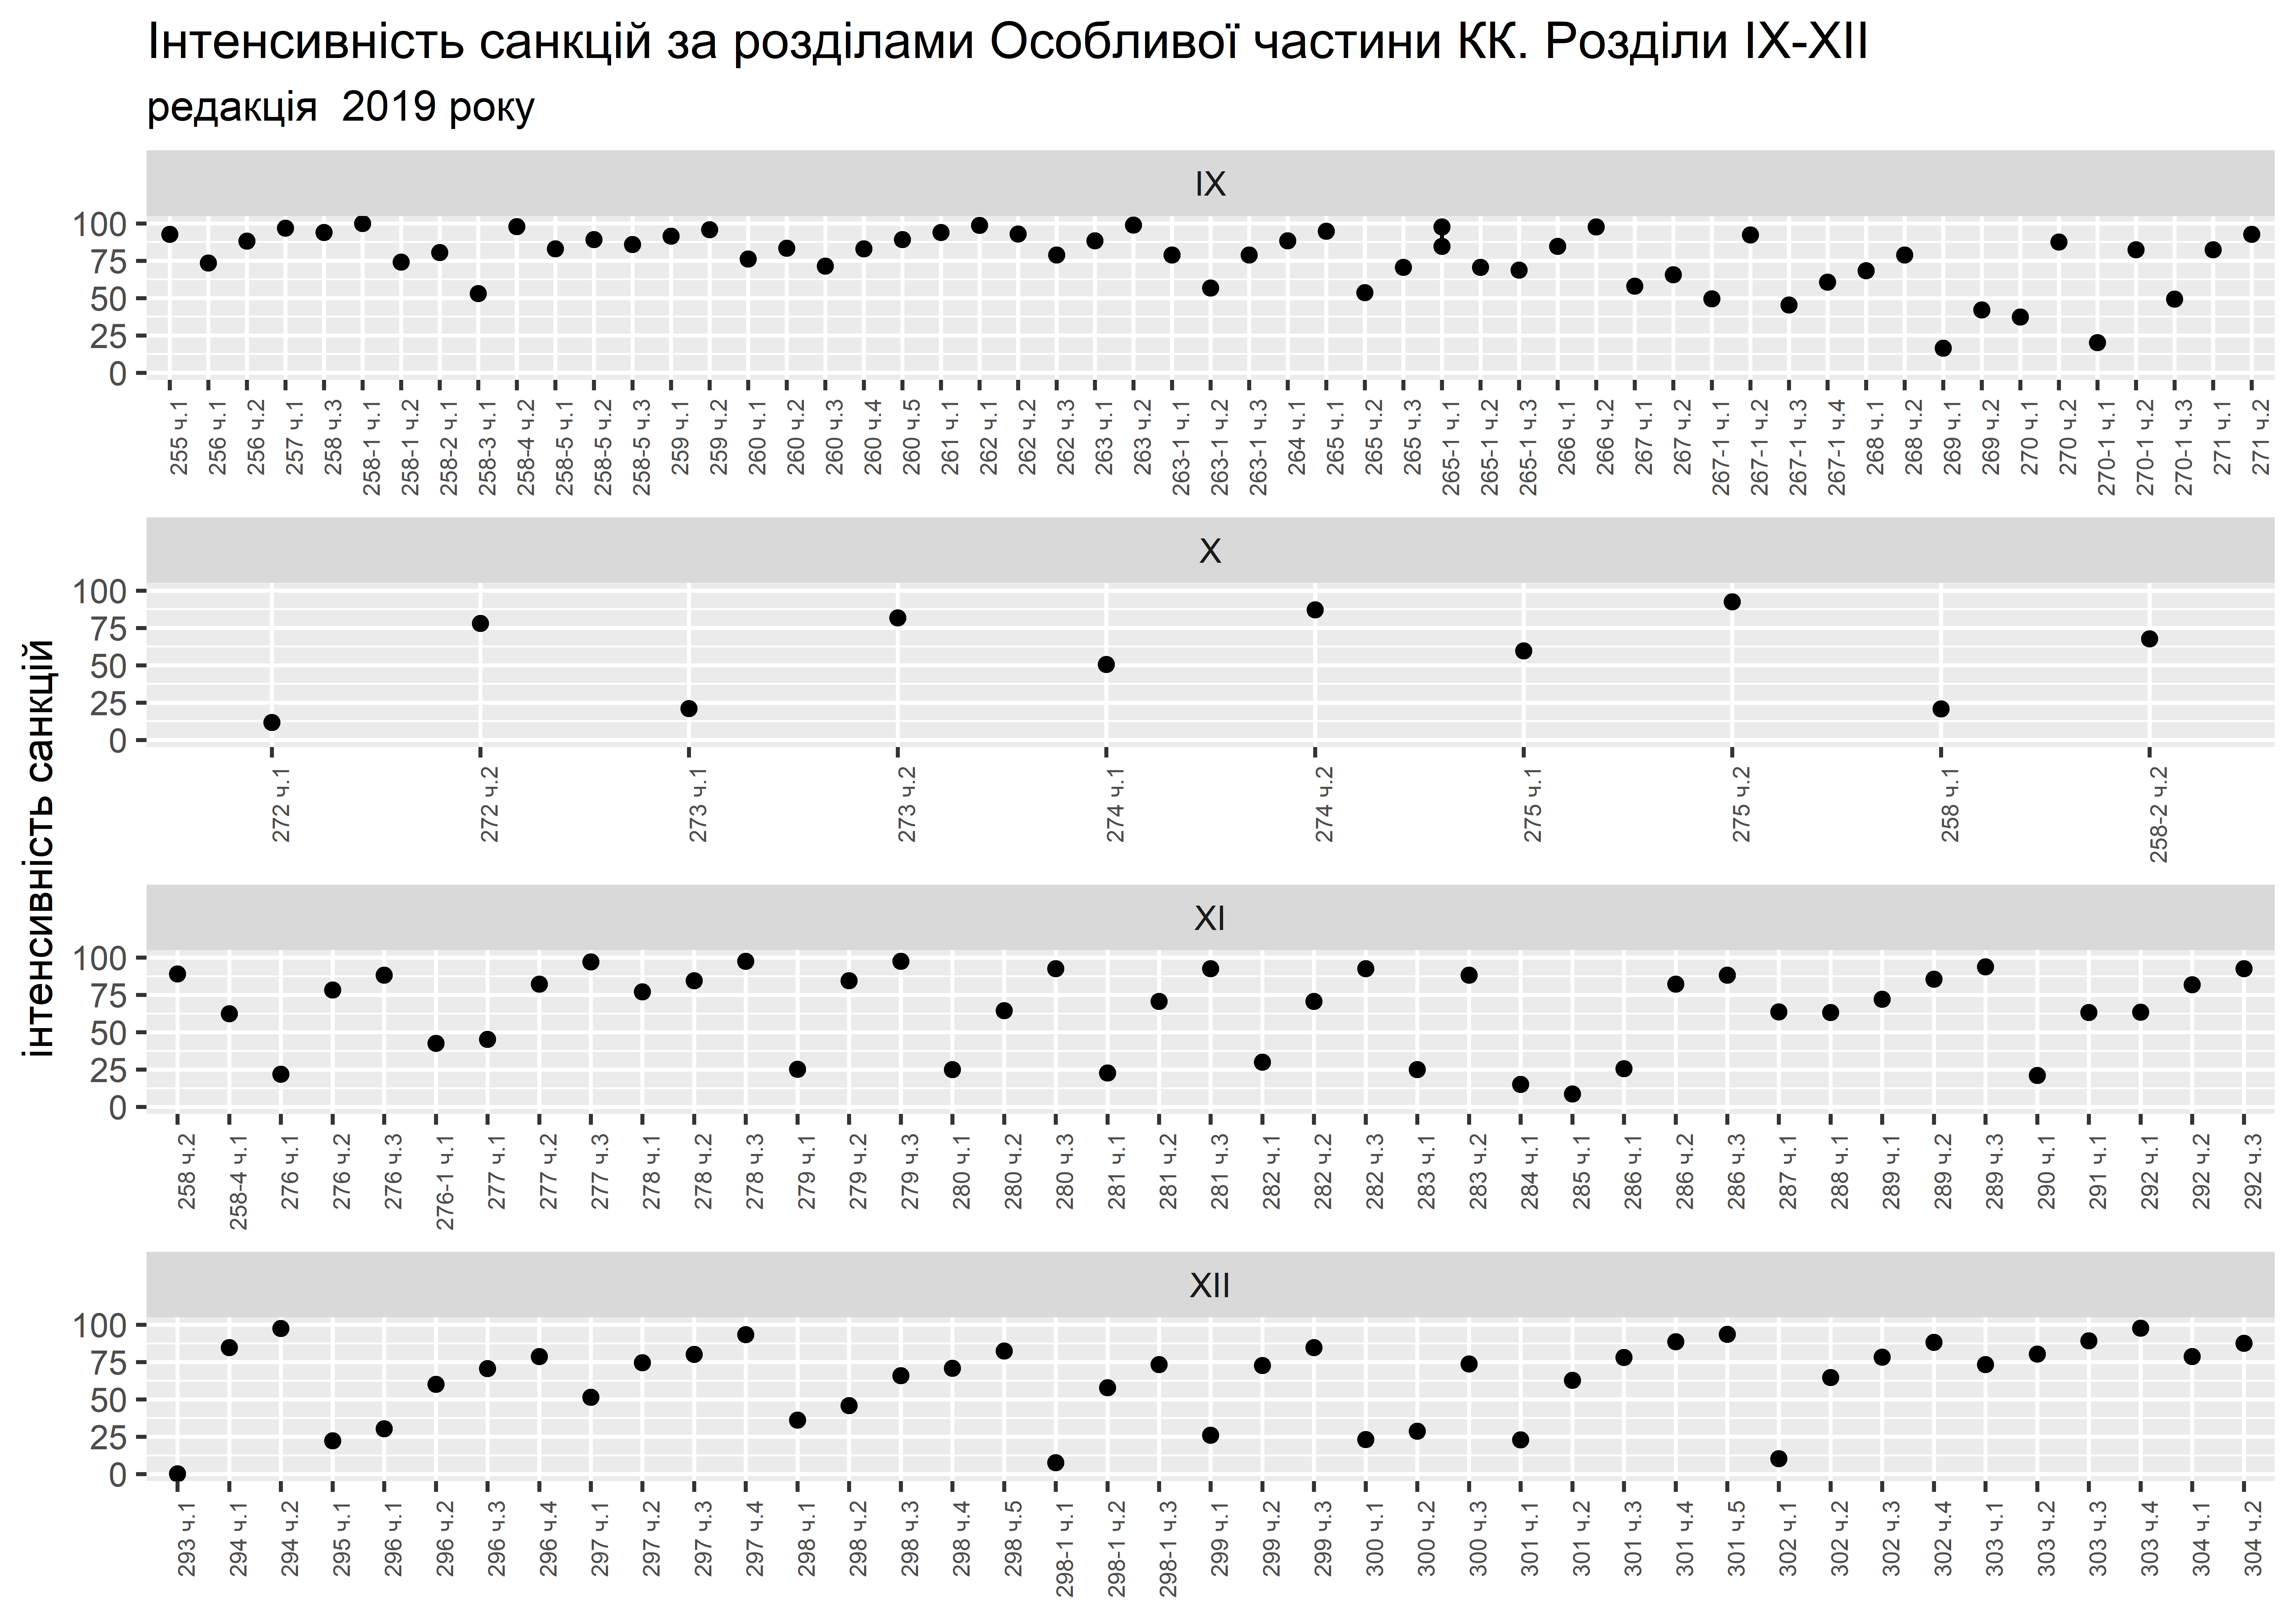 Інтенсивність санкцій за розділами Особливої частини КК. Розділи IX-XII
редакція  2019 року
інтенсивність санкцій
IX
100
75
50
25
0
255 ч.1
256 ч.1
256 ч.2
257 ч.1
258 ч.3
258-1 ч.1
258-1 ч.2
258-2 ч.1
258-3 ч.1
258-4 ч.2
258-5 ч.1
258-5 ч.2
258-5 ч.3
259 ч.1
259 ч.2
260 ч.1
260 ч.2
260 ч.3
260 ч.4
260 ч.5
261 ч.1
262 ч.1
262 ч.2
262 ч.3
263 ч.1
263 ч.2
263-1 ч.1
263-1 ч.2
263-1 ч.3
264 ч.1
265 ч.1
265 ч.2
265 ч.3
265-1 ч.1
265-1 ч.2
265-1 ч.3
266 ч.1
266 ч.2
267 ч.1
267 ч.2
267-1 ч.1
267-1 ч.2
267-1 ч.3
267-1 ч.4
268 ч.1
268 ч.2
269 ч.1
269 ч.2
270 ч.1
270 ч.2
270-1 ч.1
270-1 ч.2
270-1 ч.3
271 ч.1
271 ч.2
X
100
75
50
25
0
272 ч.1
272 ч.2
273 ч.1
273 ч.2
274 ч.1
274 ч.2
275 ч.1
275 ч.2
258 ч.1
258-2 ч.2
XI
100
75
50
25
0
258 ч.2
258-4 ч.1
276 ч.1
276 ч.2
276 ч.3
276-1 ч.1
277 ч.1
277 ч.2
277 ч.3
278 ч.1
278 ч.2
278 ч.3
279 ч.1
279 ч.2
279 ч.3
280 ч.1
280 ч.2
280 ч.3
281 ч.1
281 ч.2
281 ч.3
282 ч.1
282 ч.2
282 ч.3
283 ч.1
283 ч.2
284 ч.1
285 ч.1
286 ч.1
286 ч.2
286 ч.3
287 ч.1
288 ч.1
289 ч.1
289 ч.2
289 ч.3
290 ч.1
291 ч.1
292 ч.1
292 ч.2
292 ч.3
XII
100
75
50
25
0
293 ч.1
294 ч.1
294 ч.2
295 ч.1
296 ч.1
296 ч.2
296 ч.3
296 ч.4
297 ч.1
297 ч.2
297 ч.3
297 ч.4
298 ч.1
298 ч.2
298 ч.3
298 ч.4
298 ч.5
298-1 ч.1
298-1 ч.2
298-1 ч.3
299 ч.1
299 ч.2
299 ч.3
300 ч.1
300 ч.2
300 ч.3
301 ч.1
301 ч.2
301 ч.3
301 ч.4
301 ч.5
302 ч.1
302 ч.2
302 ч.3
302 ч.4
303 ч.1
303 ч.2
303 ч.3
303 ч.4
304 ч.1
304 ч.2